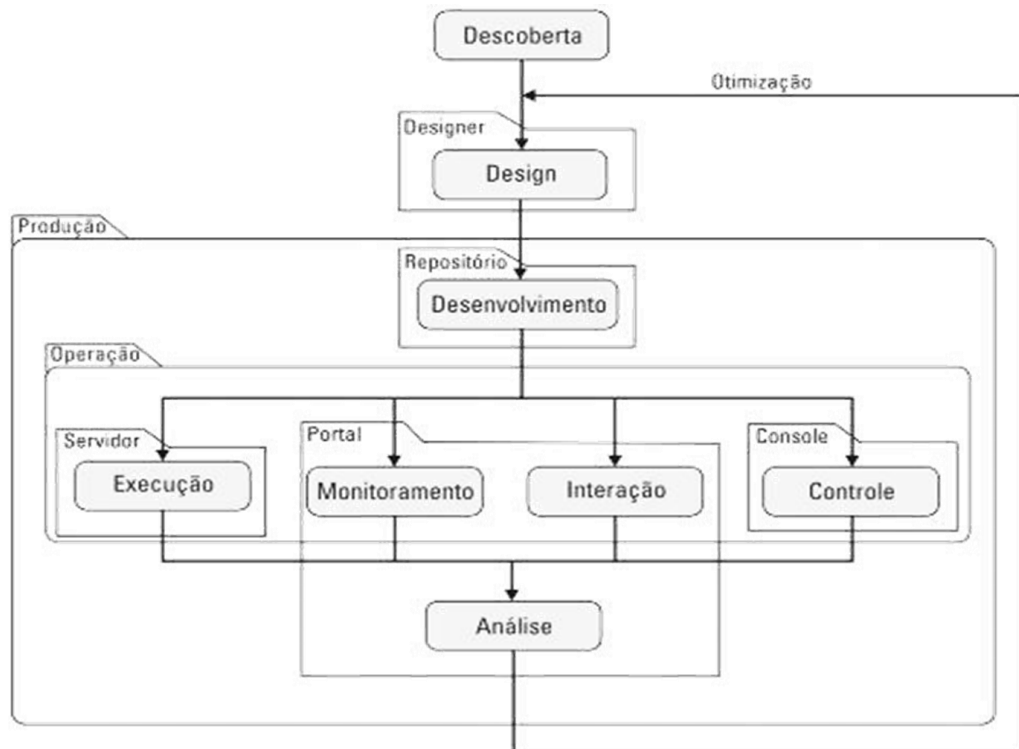 Descoberta
Otimização
Designer
Design
Produção
Repositório
Desenvolvimento
Operação
Servidor
Portal
Console
Execução
Monitoramento
Interação
Controle
Análise